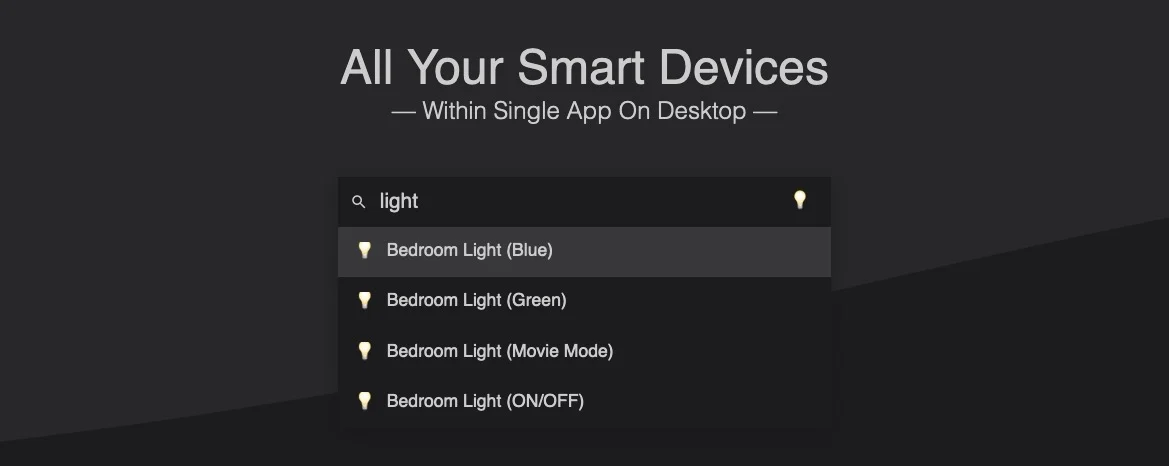 All Your Smart Devices
— Within Single App On Desktop —
light
Bedroom Light (Blue)
Bedroom Light (Green)
Bedroom Light (Movie Mode)
Bedroom Light (ON/OFF)